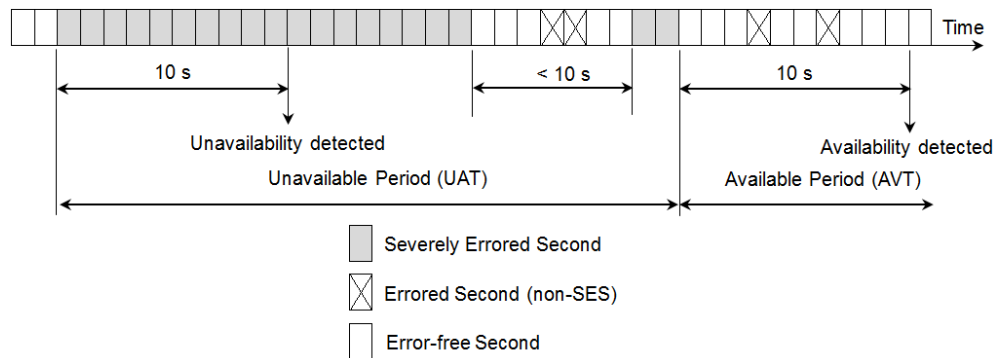 Time
10 s
< 10 s
10 s
Unavailability detected
Availability detected
Unavailable Period (UAT)
Available Period (AVT)
Severely Errored Second
Errored Second (non-SES)
Error-free Second